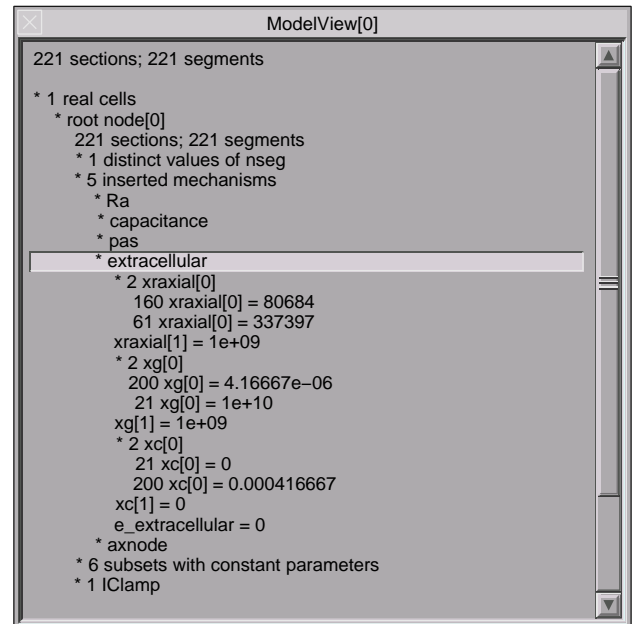 ModelView[0]
221 sections; 221 segments
* 1 real cells
* root node[0]
221 sections; 221 segments
* 1 distinct values of nseg
* 5 inserted mechanisms
* Ra
* capacitance
* pas
* extracellular
* 2 xraxial[0]
160 xraxial[0] = 80684
61 xraxial[0] = 337397
xraxial[1] = 1e+09
* 2 xg[0]
200 xg[0] = 4.16667e−06
21 xg[0] = 1e+10
xg[1] = 1e+09
* 2 xc[0]
21 xc[0] = 0
200 xc[0] = 0.000416667
xc[1] = 0
e_extracellular = 0
* axnode
* 6 subsets with constant parameters
* 1 IClamp